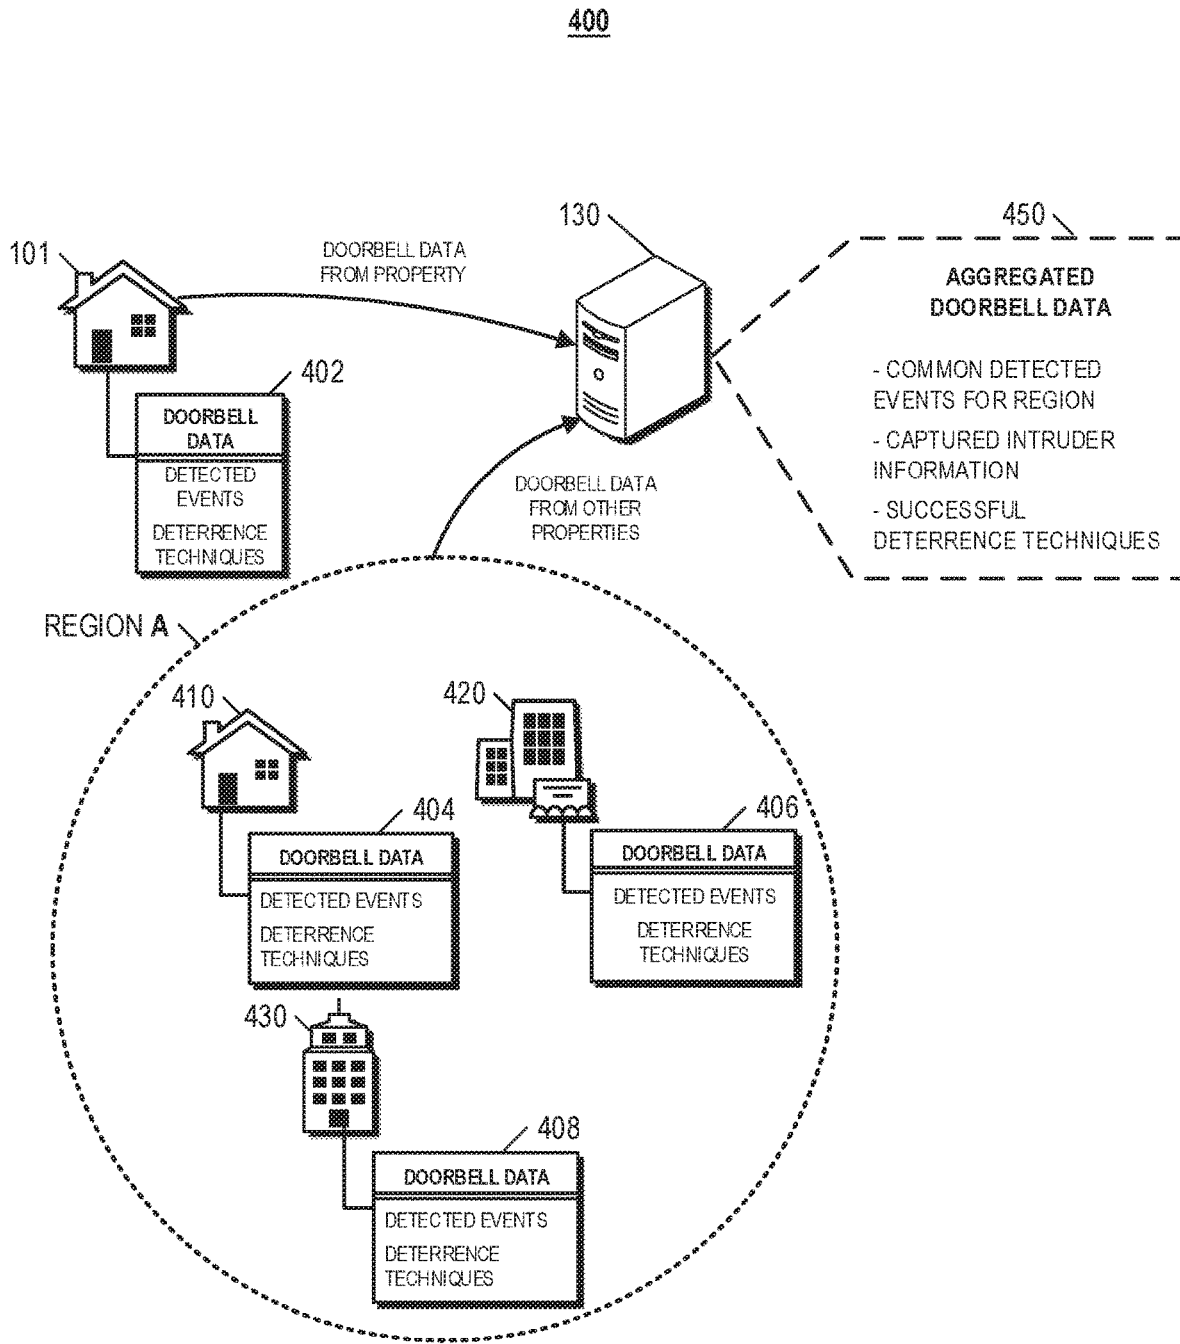 400
101
DOORBELL DATA
FROM PROPERTY
130
450
AGGREGATED
DOORBELL DATA
- COMMON DETECTED
EVENTS FOR REGION
- CAPTURED INTRUDER
INFORMATION
- SUCCESSFUL
DETERRENCE TECHNIQUES
402
DOORBELL
DATA
DETECTED
EVENTS
DETERRENCE
TECHNIQUES
DOORBELL DATA
FROM OTHER
PROPERTIES
REGION A
410
404
DOORBELL DATA
DETECTED EVENTS
DETERRENCE
TECHNIQUES
420
406
DOORBELL DATA
DETECTED EVENTS
DETERRENCE
TECHNIQUES
430
408
DOORBELL DATA
DETECTED EVENTS
DETERRENCE
TECHNIQUES